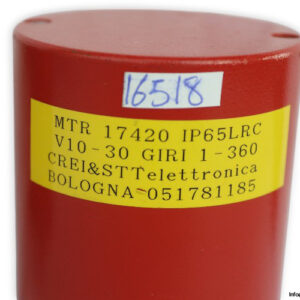 16518
MTR 17420 IP65LRC
V10-30 GIRI 1-360
CREI&STTelettronica
BOLOGNA-051781185